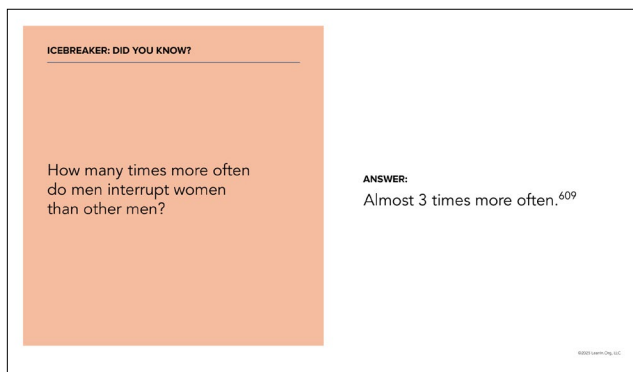 ICEBREAKER: DID YOU KNOW?
How many times more often
do men interrupt women
than other men?
ANSWER:
Almost 3 times more often.609